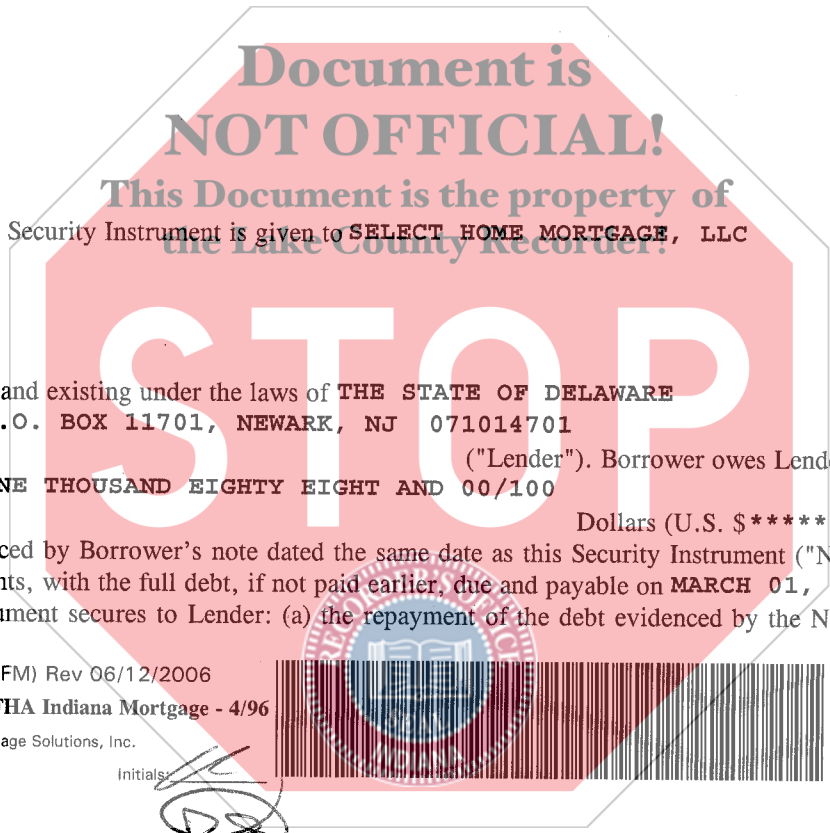 Document is
NOT OFFICIAL!
This Document is the property of
the Lake County Recorder!
Security Instrument is given to SELECT HOME MORTGAGE, LLC
STOP
and existing under the laws of THE STATE OF DELAWARE
.O. BOX 11701, NEWARK, NJ 071014701
("Lender"). Borrower owes Lend
NE THOUSAND EIGHTY EIGHT AND 00/100
Dollars (U.S. $*****
ced by Borrower's note dated the same date as this Security Instrument ("N
nts, with the full debt, if not paid earlier, due and payable on MARCH 01,
ument secures to Lender: (a) the repayment of the debt evidenced by the N
RECORDER'S OFFICE
SEAL
INDIANA
FM) Rev 06/12/2006
FHA Indiana Mortgage - 4/96
age Solutions, Inc.
Initials: